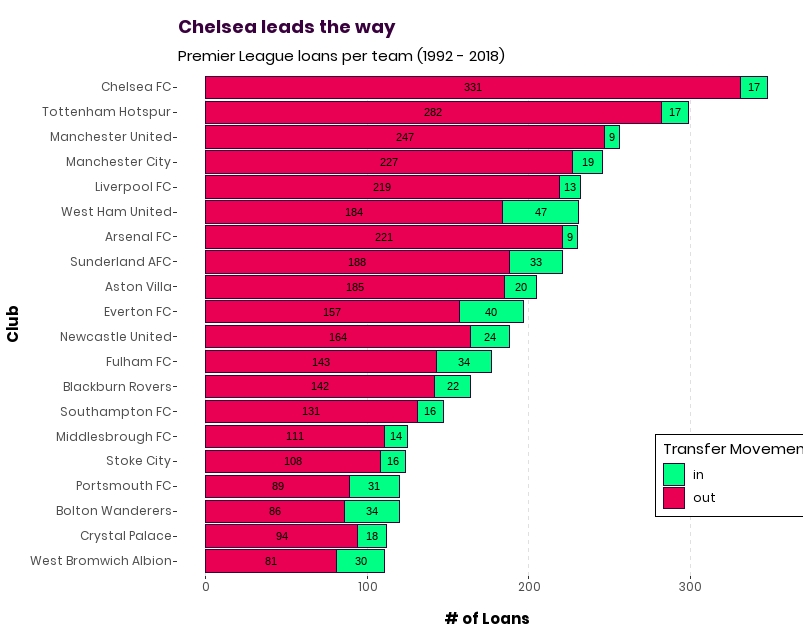 Chelsea leads the way
Premier League loans per team (1992 - 2018)
Chelsea FC 331 17
Tottenham Hotspur 282 17
Manchester United 247 9
Manchester City 227 19
Liverpool FC 219 13
West Ham United 184 47
Arsenal FC 221 9
Sunderland AFC 188 33
Aston Villa 185 20
Everton FC 157 40
Newcastle United 164 24
Fulham FC 143 34
Blackburn Rovers 142 22
Southampton FC 131 16
Middlesbrough FC 111 14
Stoke City 108 16
Portsmouth FC 89 31
Bolton Wanderers 86 34
Crystal Palace 94 18
West Bromwich Albion 81 30
Club
0 100 200 300
# of Loans
Transfer Movemen
in
out